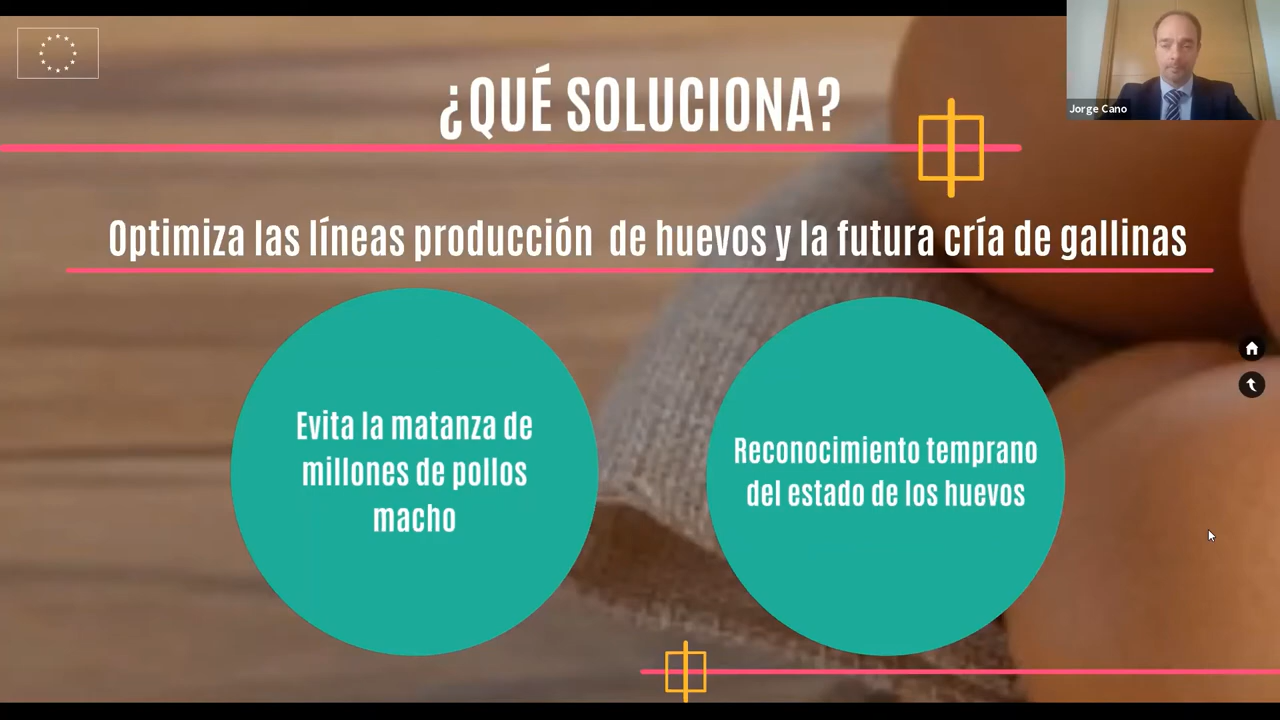 ¿QUÉ SOLUCIONA?
Jorge Cano
Optimiza las líneas producción de huevos y la futura cría de gallinas
Evita la matanza de
millones de pollos
macho
Reconocimiento temprano
del estado de los huevos